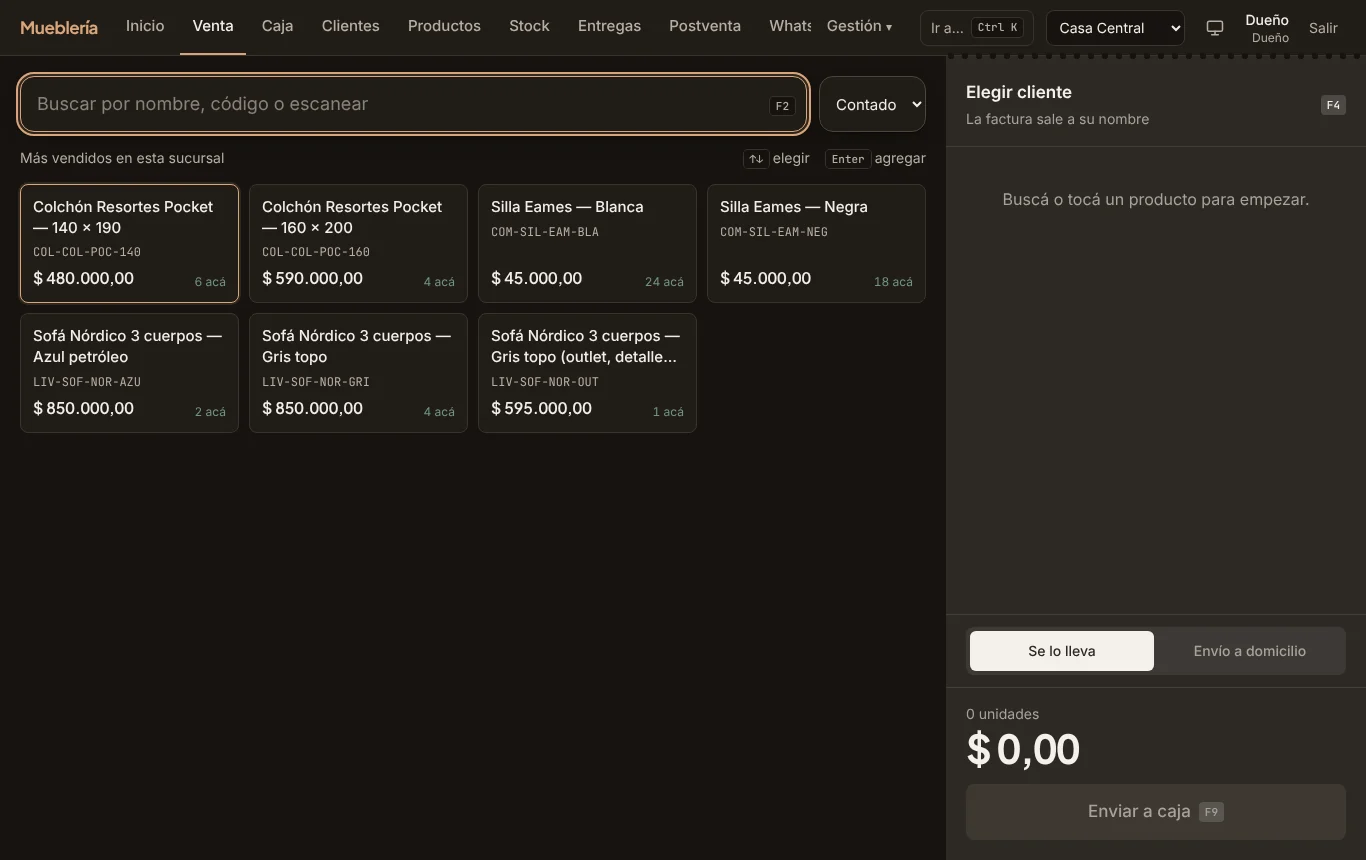 Mueblería
Inicio
Venta
Caja
Clientes
Productos
Stock
Entregas
Postventa
Whats
Gestión ▾
Ir a... Ctrl K
Casa Central
Dueño
Dueño
Salir
Buscar por nombre, código o escanear F2
Contado
Más vendidos en esta sucursal
↑↓ elegir Enter agregar
Colchón Resortes Pocket
— 140 × 190
COL-COL-POC-140
$ 480.000,00 6 acá
Colchón Resortes Pocket
— 160 × 200
COL-COL-POC-160
$ 590.000,00 4 acá
Silla Eames — Blanca
COM-SIL-EAM-BLA
$ 45.000,00 24 acá
Silla Eames — Negra
COM-SIL-EAM-NEG
$ 45.000,00 18 acá
Sofá Nórdico 3 cuerpos —
Azul petróleo
LIV-SOF-NOR-AZU
$ 850.000,00 2 acá
Sofá Nórdico 3 cuerpos —
Gris topo
LIV-SOF-NOR-GRI
$ 850.000,00 4 acá
Sofá Nórdico 3 cuerpos —
Gris topo (outlet, detalle...
LIV-SOF-NOR-OUT
$ 595.000,00 1 acá
Elegir cliente
La factura sale a su nombre
F4
Buscá o tocá un producto para empezar.
Se lo lleva
Envío a domicilio
0 unidades
$ 0,00
Enviar a caja F9